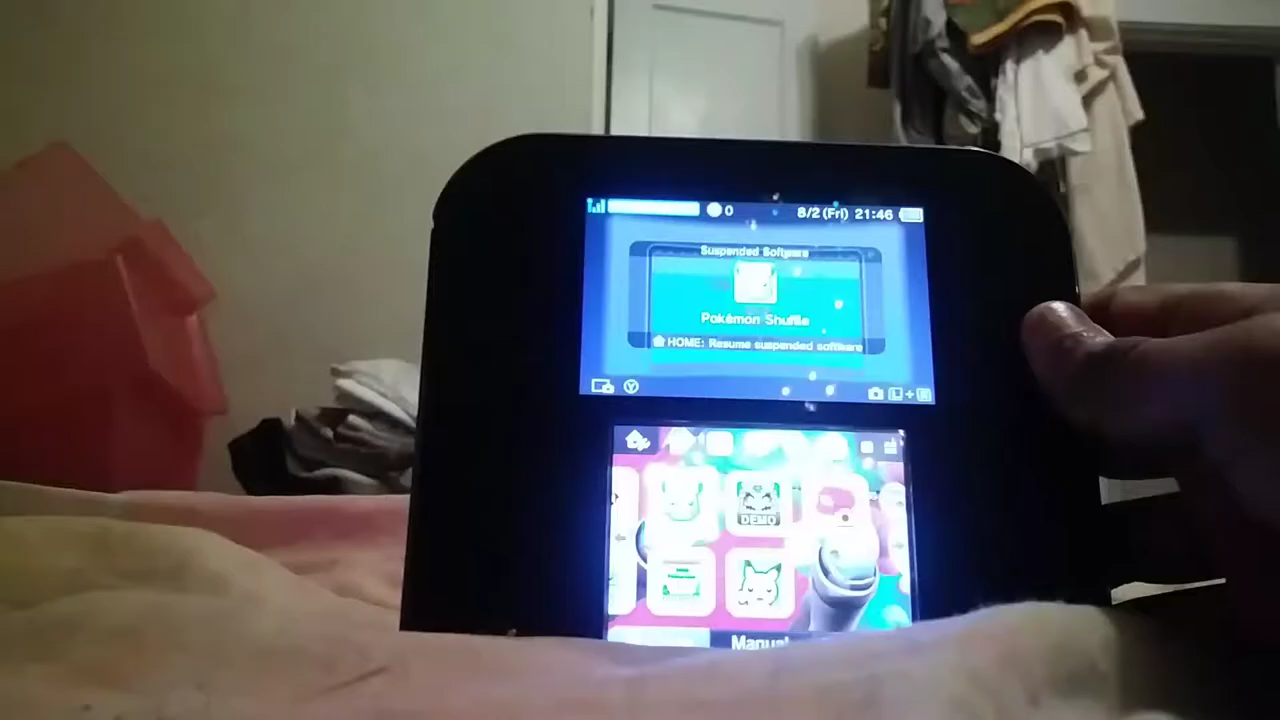 0 8/2 (Fri) 21:46
Suspended Software
Pokémon Shuffle
HOME: Resume suspended software
Y
L + R
DEMO
Manual